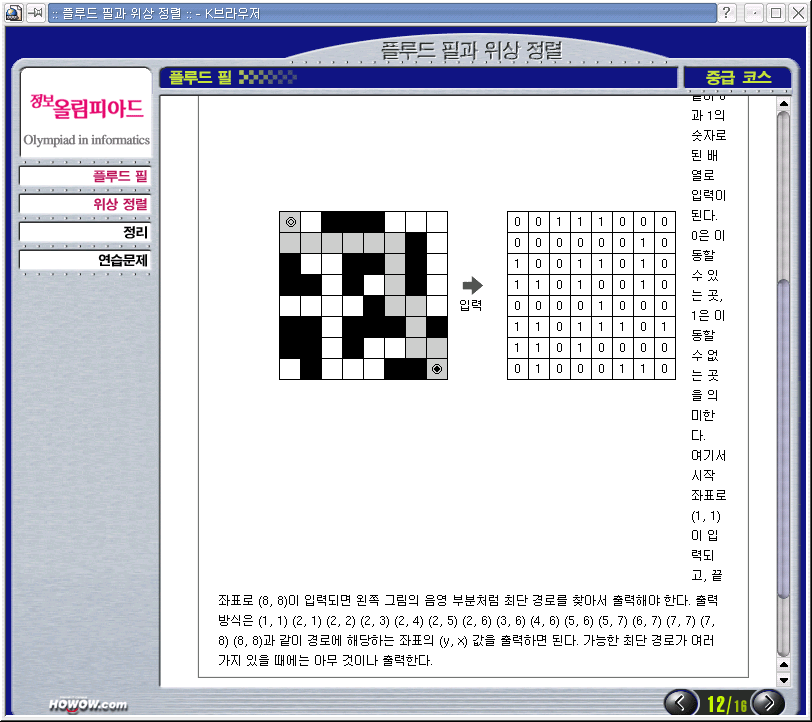 :: 플루드 필과 위상 정렬 :: - K브라우저
플루드 필과 위상 정렬
정보올림피아드
Olympiad in informatics
플루드 필
위상 정렬
정리
연습문제
플루드 필
중급 코스
과 1의
숫자로
된 배
열로
입력이
된다.
0은 이
동할
수 있
는 곳,
1은 이
동할
수 없
는 곳
을 의
미한
다.
여기서
시작
좌표로
(1, 1)
이 입
력되
고, 끝
입력
0 0 1 1 1 0 0 0
0 0 0 0 0 0 1 0
1 0 0 1 1 0 1 0
1 1 0 1 0 0 1 0
0 0 0 0 1 0 0 0
1 1 0 1 1 1 0 1
1 1 0 1 0 0 0 0
0 1 0 0 0 1 1 0
좌표로 (8, 8)이 입력되면 왼쪽 그림의 음영 부분처럼 최단 경로를 찾아서 출력해야 한다. 출력
방식은 (1, 1) (2, 1) (2, 2) (2, 3) (2, 4) (2, 5) (2, 6) (3, 6) (4, 6) (5, 6) (5, 7) (6, 7) (7, 7) (7,
8) (8, 8)과 같이 경로에 해당하는 좌표의 (y, x) 값을 출력하면 된다. 가능한 최단 경로가 여러
가지 있을 때에는 아무 것이나 출력한다.
HOWOW.com
12/16